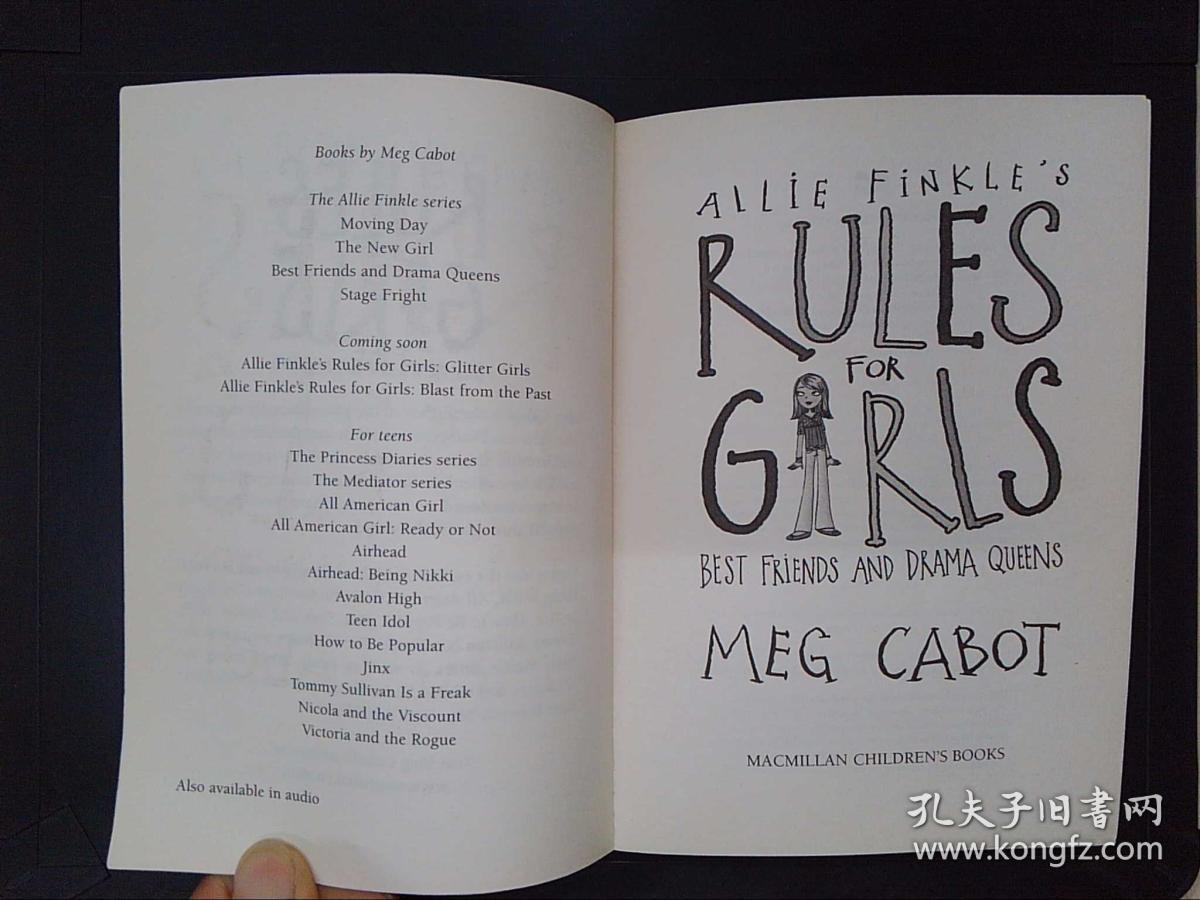 Books by Meg Cabot
The Allie Finkle series
Moving Day
The New Girl
Best Friends and Drama Queens
Stage Fright
Coming soon
Allie Finkle's Rules for Girls: Glitter Girls
Allie Finkle's Rules for Girls: Blast from the Past
For teens
The Princess Diaries series
The Mediator series
All American Girl
All American Girl: Ready or Not
Airhead
Airhead: Being Nikki
Avalon High
Teen Idol
How to Be Popular
Jinx
Tommy Sullivan Is a Freak
Nicola and the Viscount
Victoria and the Rogue
Also available in audio
ALLIE FINKLE'S
RULES
FOR
GIRLS
BEST FRIENDS AND DRAMA QUEENS
MEG CABOT
MACMILLAN CHILDREN'S BOOKS
孔夫子旧书网
www.kongfz.com